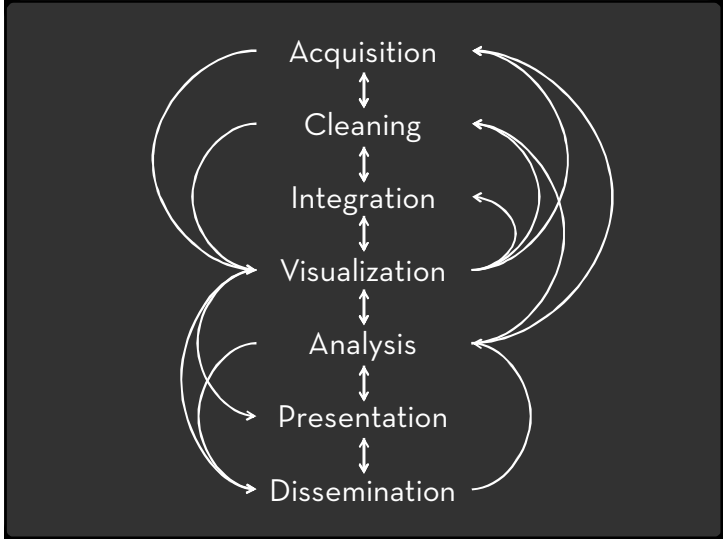 Acquisition
Cleaning
Integration
Visualization
Analysis
Presentation
Dissemination